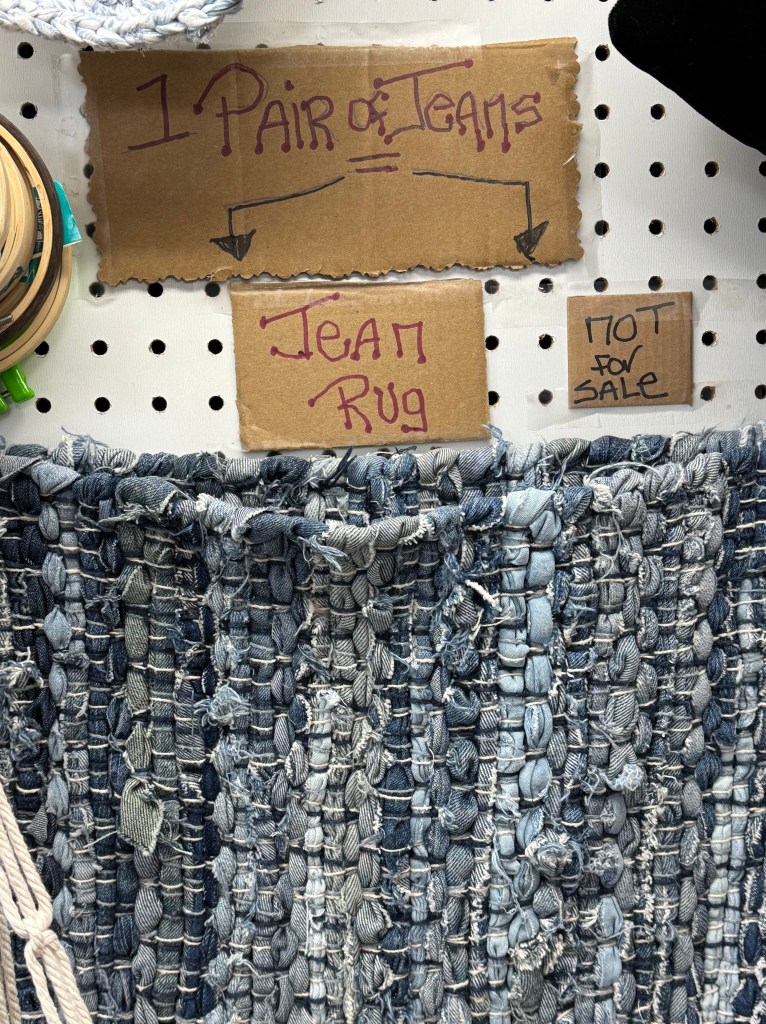 1 Pair of Jeans
=
Jean
Rug
NOT
for
SALe